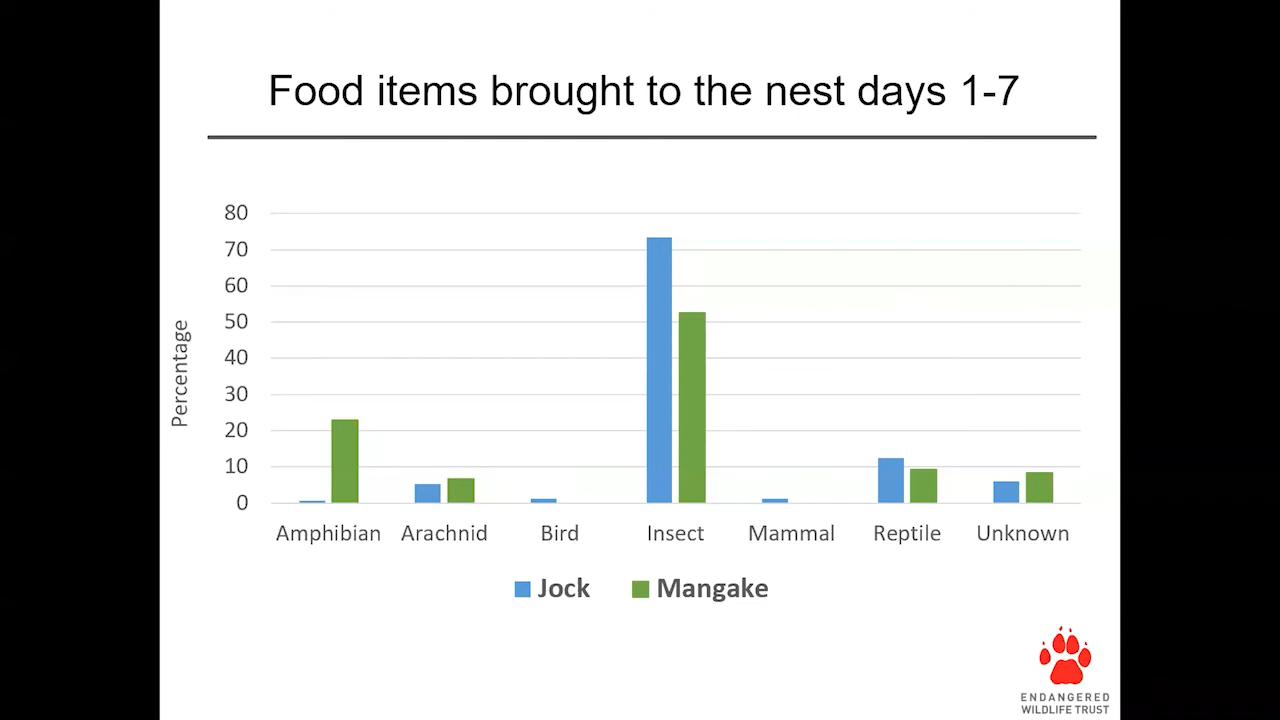 Food items brought to the nest days 1-7
Percentage
80
70
60
50
40
30
20
10
0
Amphibian Arachnid Bird Insect Mammal Reptile Unknown
Jock Mangake
ENDANGERED
WILDLIFE TRUST